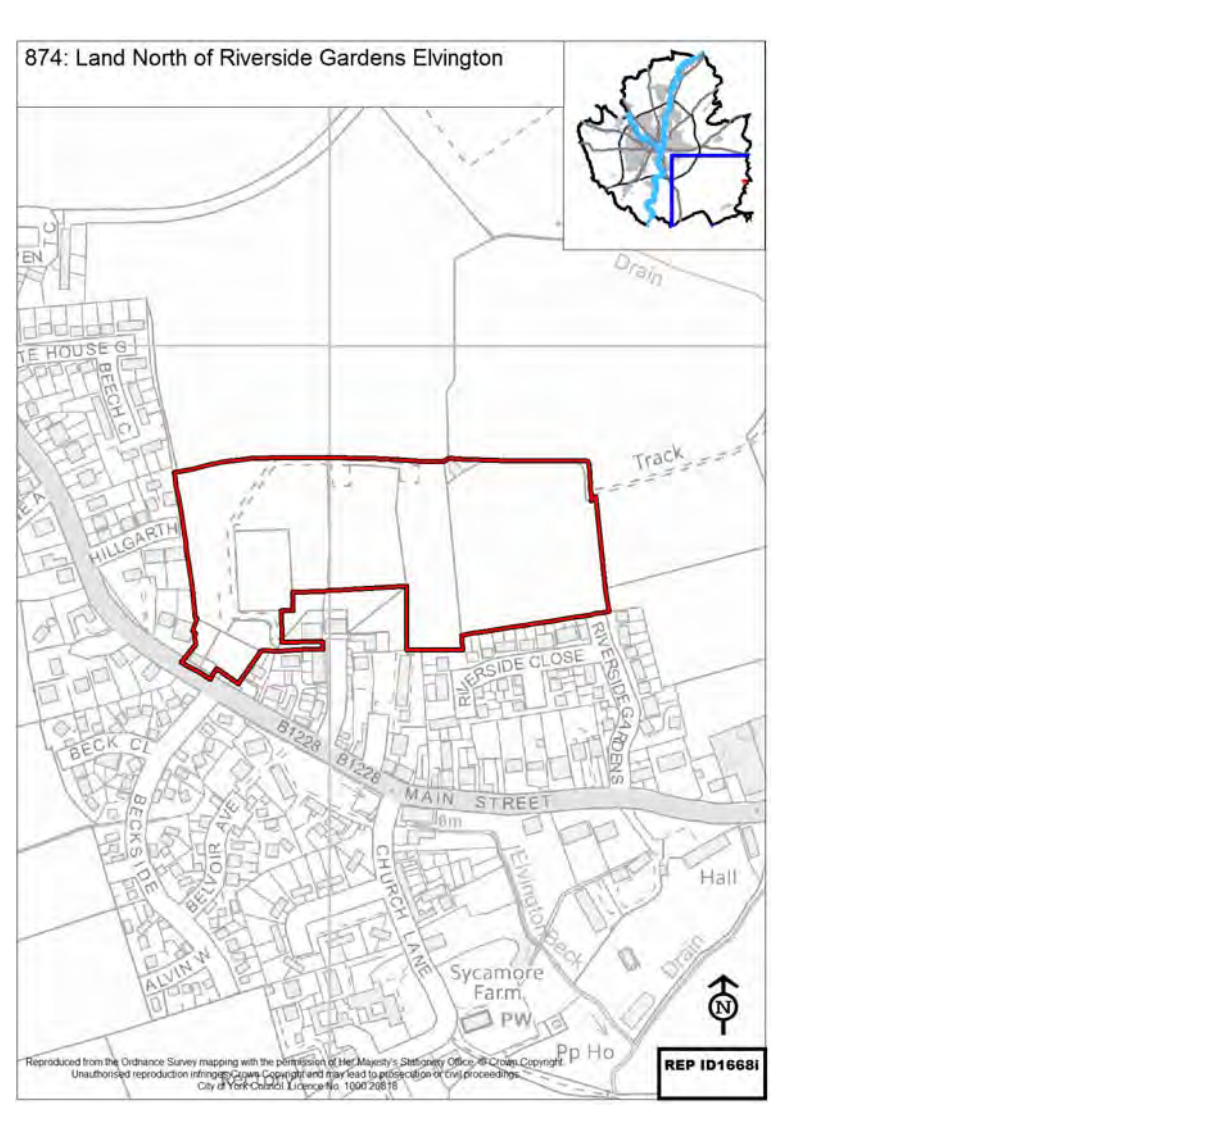 874: Land North of Riverside Gardens Elvington
Drain
EN
T C
TE HOUSE G
BEECH C
Track
HILLGARTH
RIVERSIDE CLOSE
RIVERSIDE GARDENS
B1228
B1228
MAIN STREET
BECK CL
BECKSIDE
BELVOIR AVE
8m
CHURCH LANE
Elvington Beck
Hall
Drain
ALVIN W
Sycamore
Farm
PW
Pp Ho
N
REP ID1668i
Reproduced from the Ordnance Survey mapping with the permission of Her Majesty's Stationery Office. © Crown Copyright.
Unauthorised reproduction infringes Crown Copyright and may lead to prosecution or civil proceedings.
City of York Council Licence No. 1000 20818